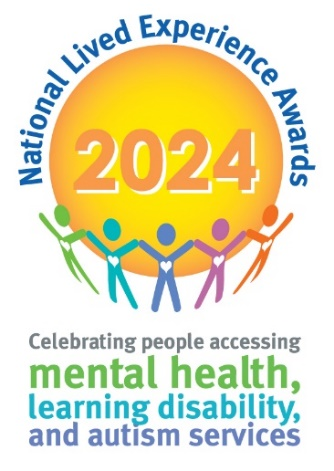 National Lived Experience Awards
2024
Celebrating people accessing
mental health,
learning disability,
and autism services